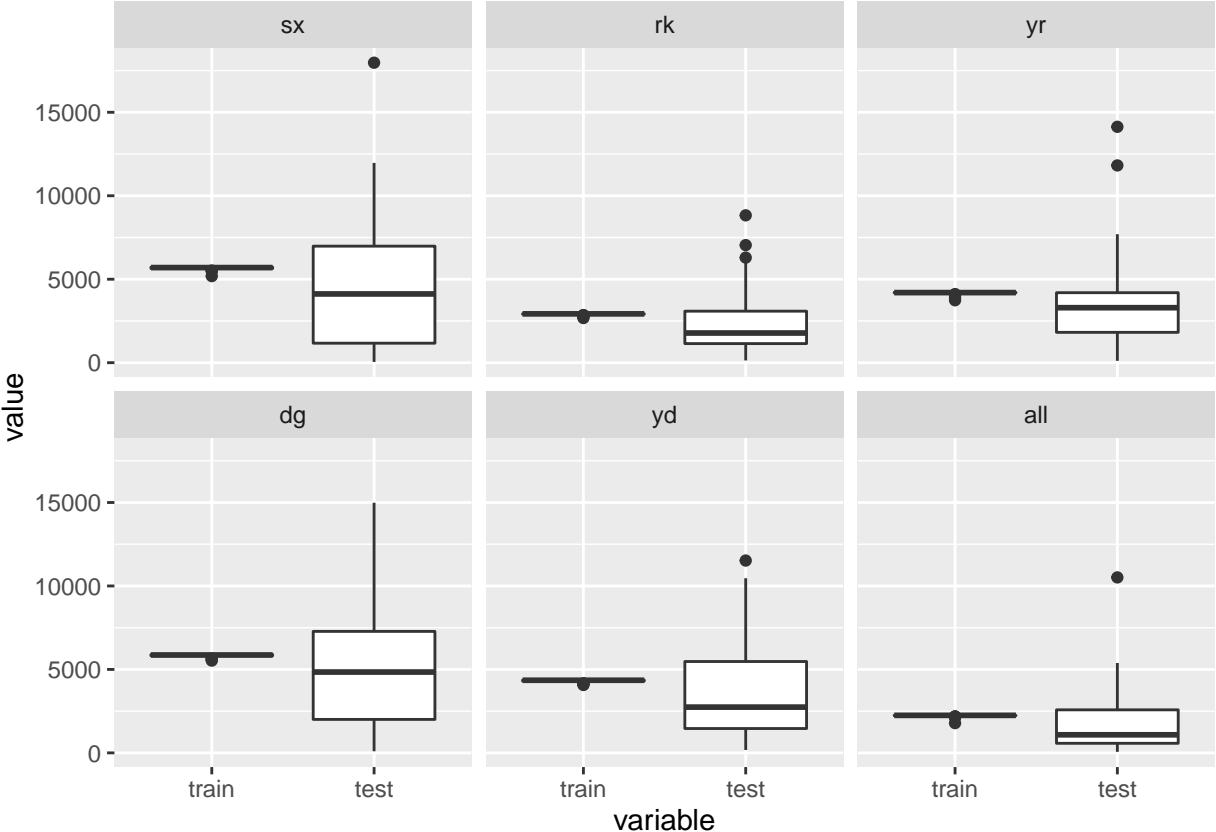 sx
rk
yr
15000
10000
5000
0
value
dg
yd
all
15000
10000
5000
0
train
test
train
test
train
test
variable